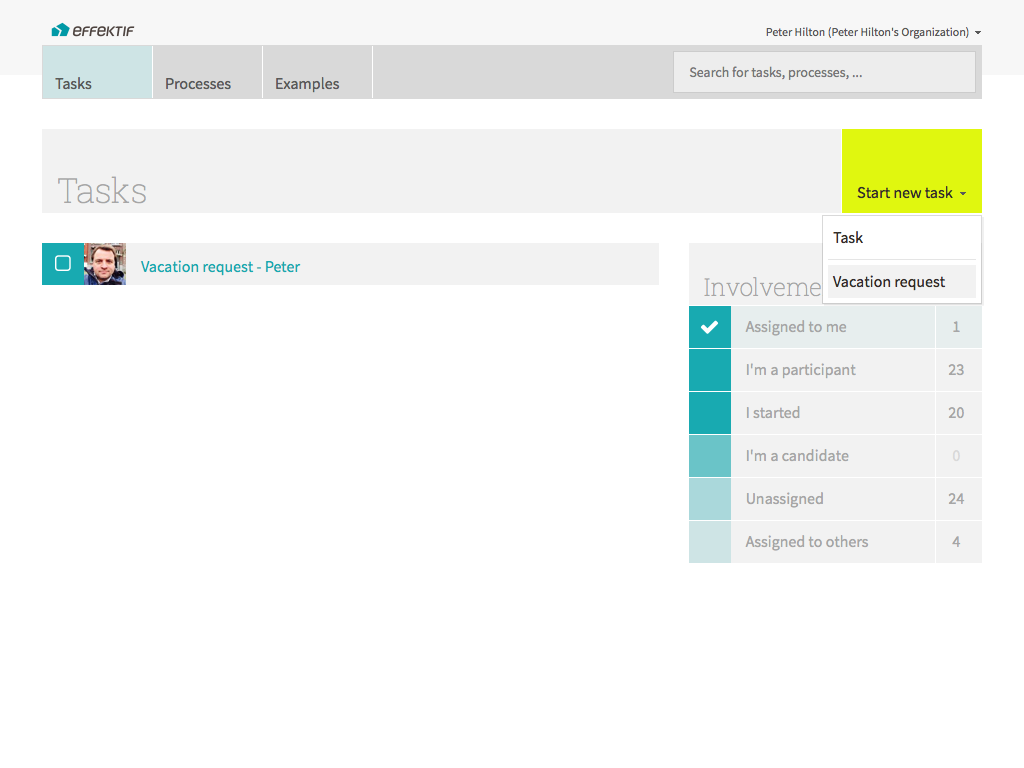 effektif
Peter Hilton (Peter Hilton's Organization)
Tasks
Processes
Examples
Search for tasks, processes, ...
Tasks
Start new task
Task
Vacation request
Vacation request - Peter
Involveme
Assigned to me 1
I'm a participant 23
I started 20
I'm a candidate 0
Unassigned 24
Assigned to others 4